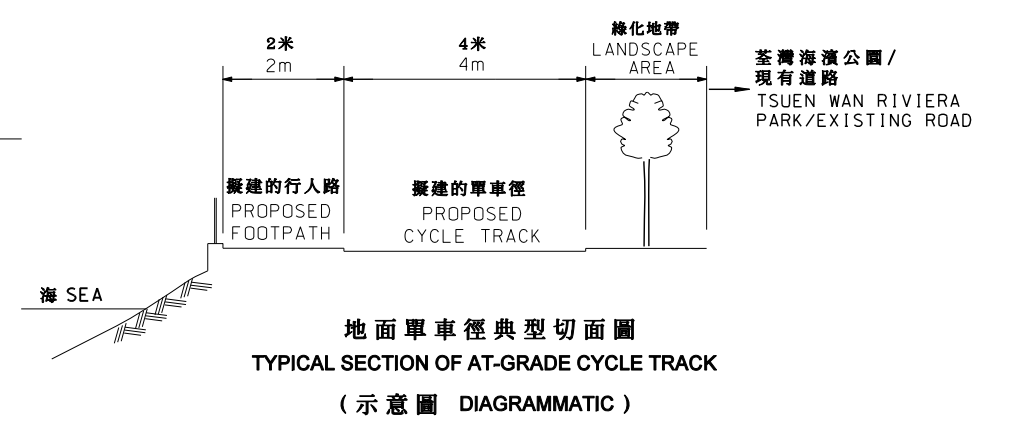 2米
2m
4米
4m
綠化地帶
LANDSCAPE
AREA
荃灣海濱公園/
現有道路
TSUEN WAN RIVIERA
PARK/EXISTING ROAD
擬建的行人路
PROPOSED
FOOTPATH
擬建的單車徑
PROPOSED
CYCLE TRACK
海 SEA
地面單車徑典型切面圖
TYPICAL SECTION OF AT-GRADE CYCLE TRACK
(示意圖 DIAGRAMMATIC)